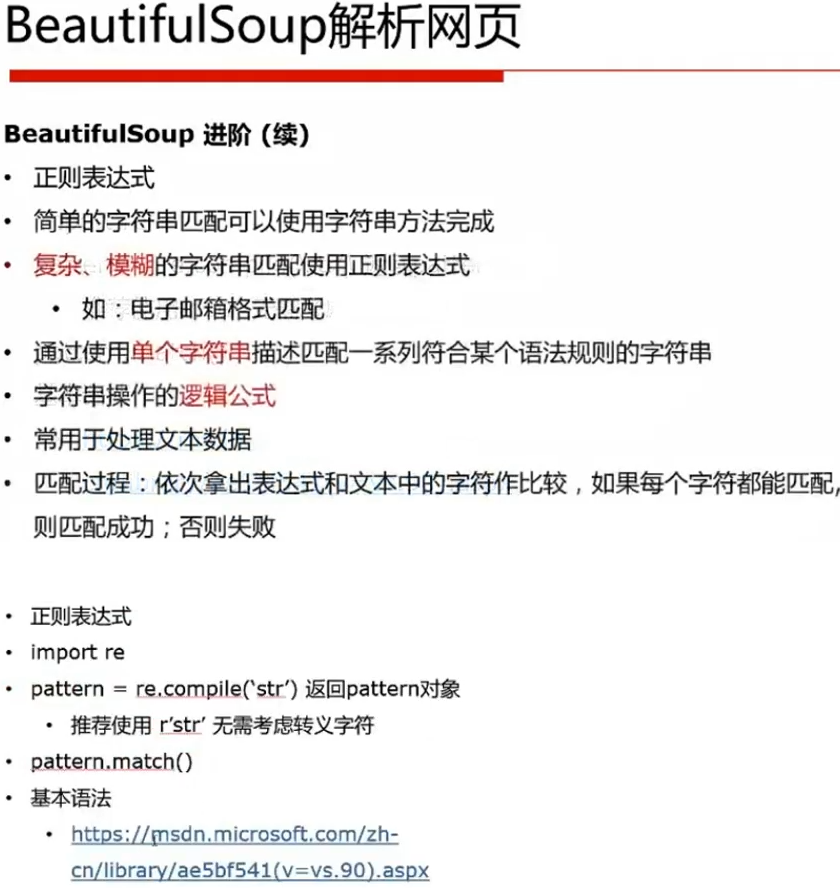 BeautifulSoup解析网页
BeautifulSoup 进阶 (续)
• 正则表达式
• 简单的字符串匹配可以使用字符串方法完成
• 复杂、模糊的字符串匹配使用正则表达式
• 如：电子邮箱格式匹配
• 通过使用单个字符串描述匹配一系列符合某个语法规则的字符串
• 字符串操作的逻辑公式
• 常用于处理文本数据
• 匹配过程：依次拿出表达式和文本中的字符作比较，如果每个字符都能匹配,
则匹配成功；否则失败
• 正则表达式
• import re
• pattern = re.compile(‘str’) 返回pattern对象
• 推荐使用 r’str’ 无需考虑转义字符
• pattern.match()
• 基本语法
• https://msdn.microsoft.com/zh-
cn/library/ae5bf541(v=vs.90).aspx